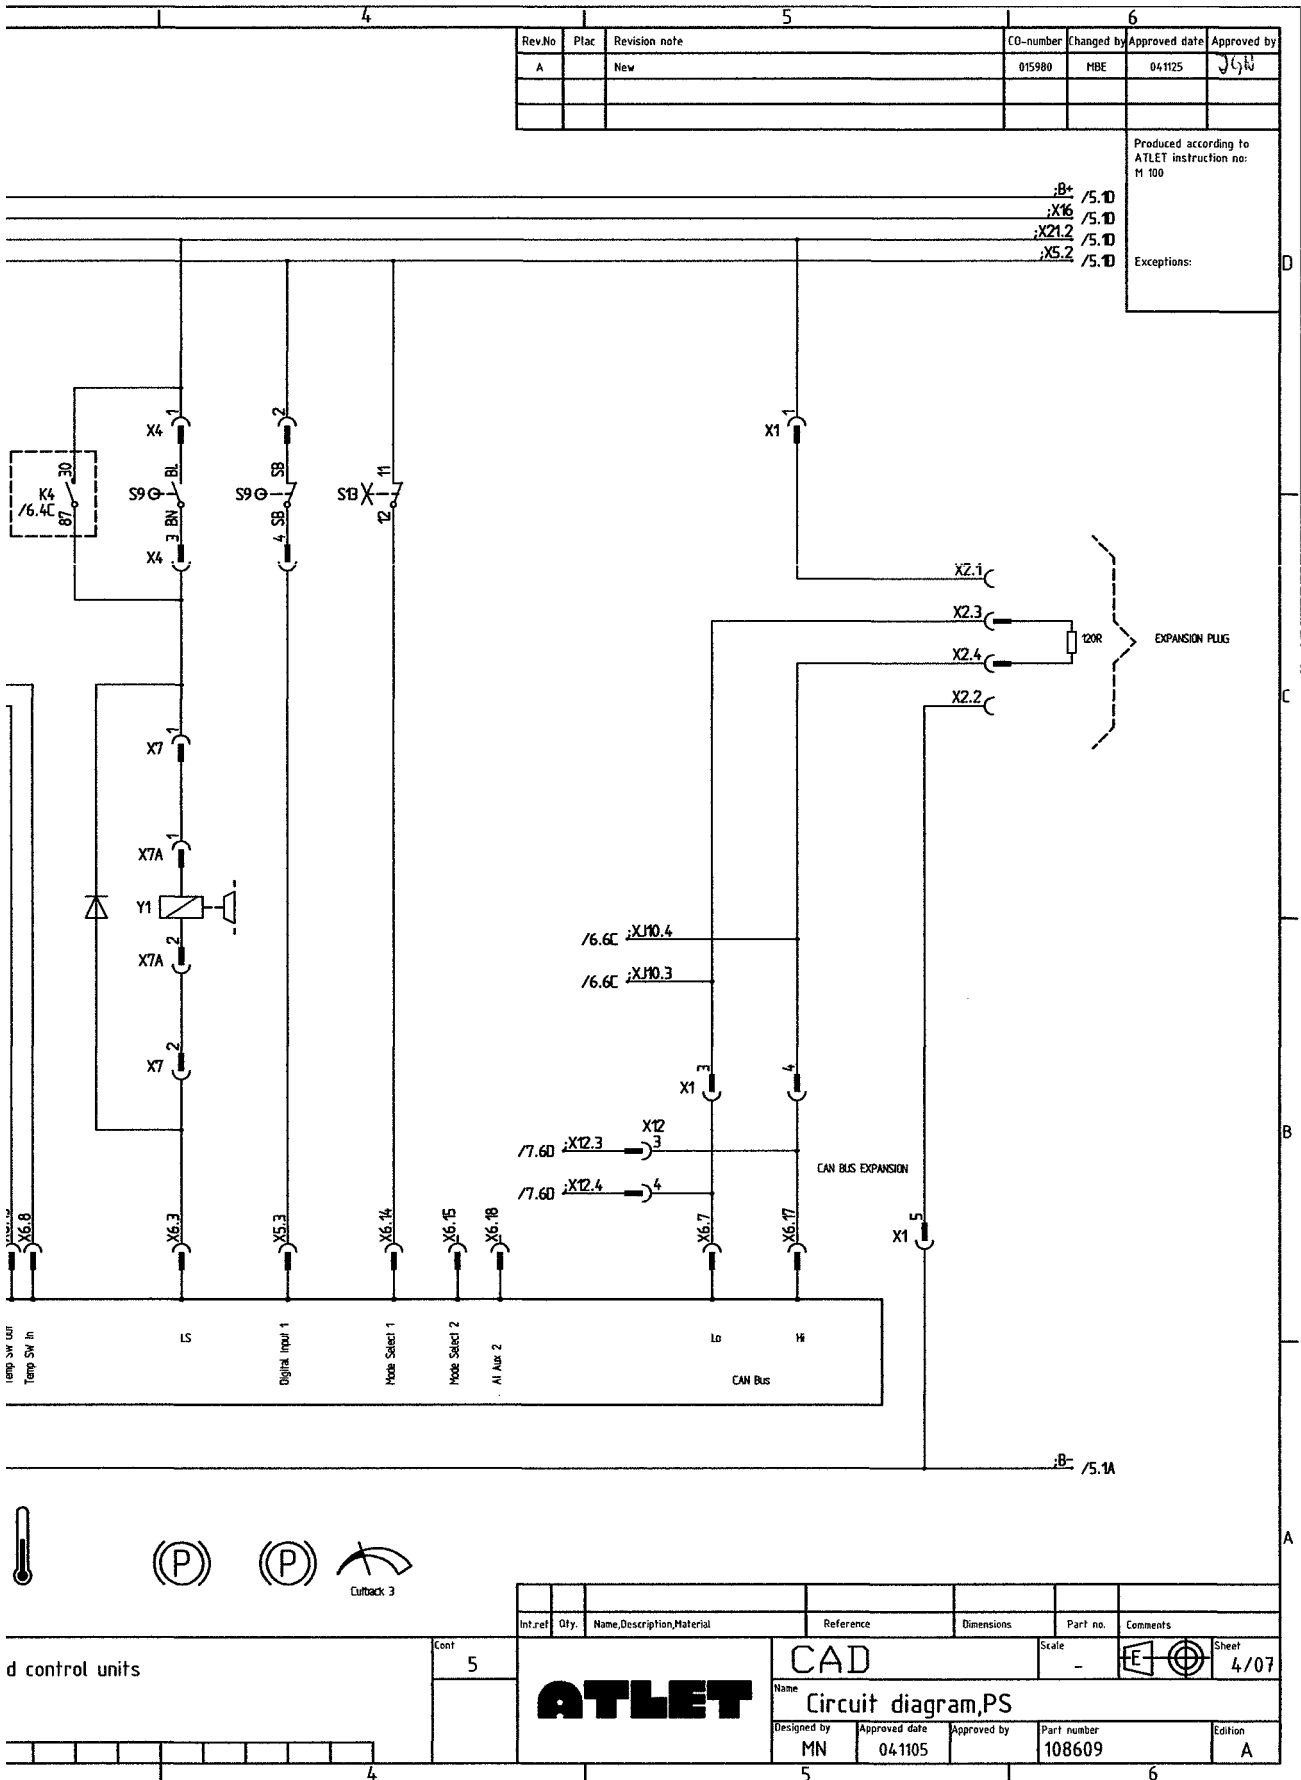 4 5 6
Rev.No Plac Revision note CO-number Changed by Approved date Approved by
A New 015980 MBE 041125
Produced according to
ATLET instruction no:
M 100
Exceptions:
;B+ /5.1D
;X16 /5.1D
;X21.2 /5.1D
;X5.2 /5.1D
D
1 2 1
X4 X1
30 BL SB 11
K4 S9 S9 S13
/6.4C
87 3 BN 4 SB 12
X4
X2.1
X2.3
120R EXPANSION PLUG
X2.4
X2.2
C
1
X7
1
X7A
Y1
2
X7A
/6.6C ;XJ10.4
/6.6C ;XJ10.3
2
X7
3 4
X1
X12
/7.6D ;X12.3 3
B
CAN BUS EXPANSION
/7.6D ;X12.4 4
X6.8 X6.3 X5.3 X6.14 X6.15 X6.18 X6.7 X6.17 5
X1
Temp SW Out
Temp SW In
LS
Digital Input 1
Mode Select 1
Mode Select 2
AI Aux 2
Lo Hi
CAN Bus
;B- /5.1A
A
P P
Cutback 3
Int.ref Qty. Name,Description,Material Reference Dimensions Part no. Comments
d control units
Cont
5
ATLET
CAD
Scale
-
E
Sheet
4/07
Name
Circuit diagram,PS
Designed by Approved date Approved by Part number Edition
MN 041105 108609 A
4 5 6